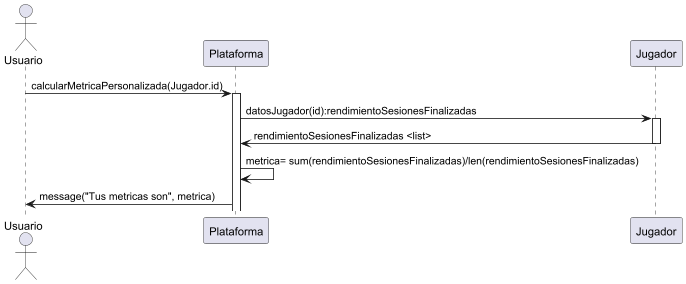 Usuario
Plataforma
Jugador
calcularMetricaPersonalizada(Jugador.id)
datosJugador(id):rendimientoSesionesFinalizadas
rendimientoSesionesFinalizadas <list>
metrica= sum(rendimientoSesionesFinalizadas)/len(rendimientoSesionesFinalizadas)
message("Tus metricas son", metrica)
Usuario
Plataforma
Jugador